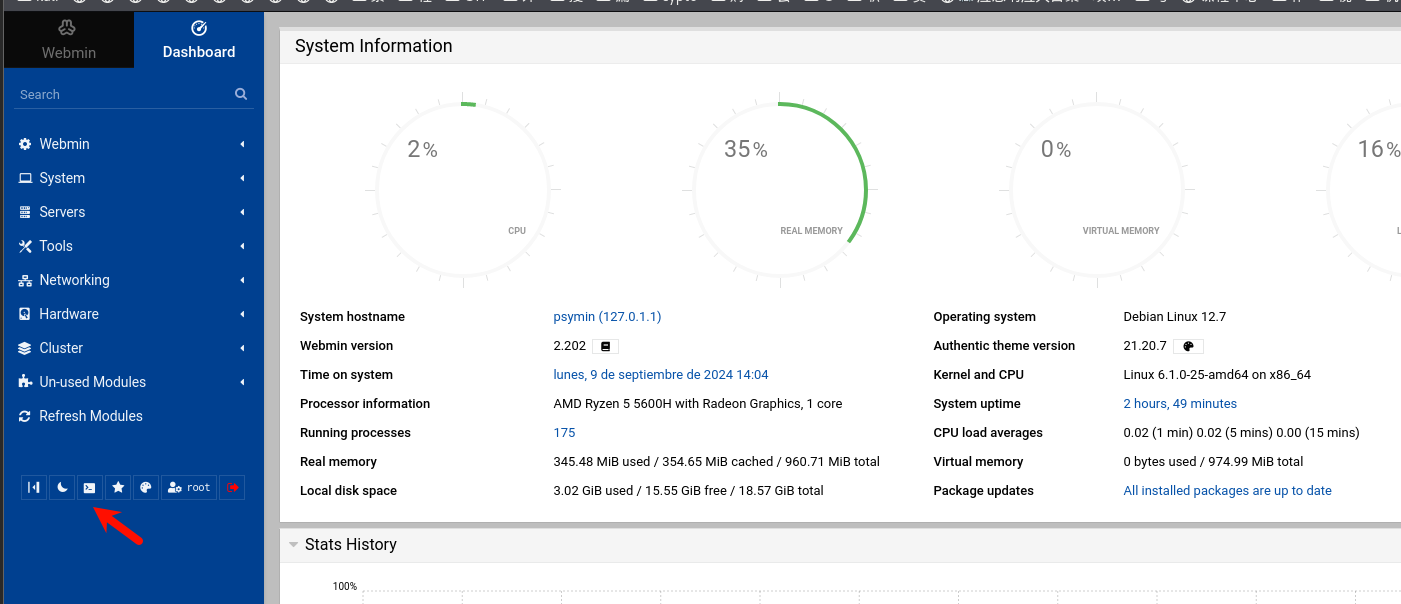 Webmin
Dashboard
Search
Webmin
System
Servers
Tools
Networking
Hardware
Cluster
Un-used Modules
Refresh Modules
root
System Information
2%
CPU
35%
REAL MEMORY
0%
VIRTUAL MEMORY
16%
System hostname psymin (127.0.1.1) Operating system Debian Linux 12.7
Webmin version 2.202 Authentic theme version 21.20.7
Time on system lunes, 9 de septiembre de 2024 14:04 Kernel and CPU Linux 6.1.0-25-amd64 on x86_64
Processor information AMD Ryzen 5 5600H with Radeon Graphics, 1 core System uptime 2 hours, 49 minutes
Running processes 175 CPU load averages 0.02 (1 min) 0.02 (5 mins) 0.00 (15 mins)
Real memory 345.48 MiB used / 354.65 MiB cached / 960.71 MiB total Virtual memory 0 bytes used / 974.99 MiB total
Local disk space 3.02 GiB used / 15.55 GiB free / 18.57 GiB total Package updates All installed packages are up to date
Stats History
100%